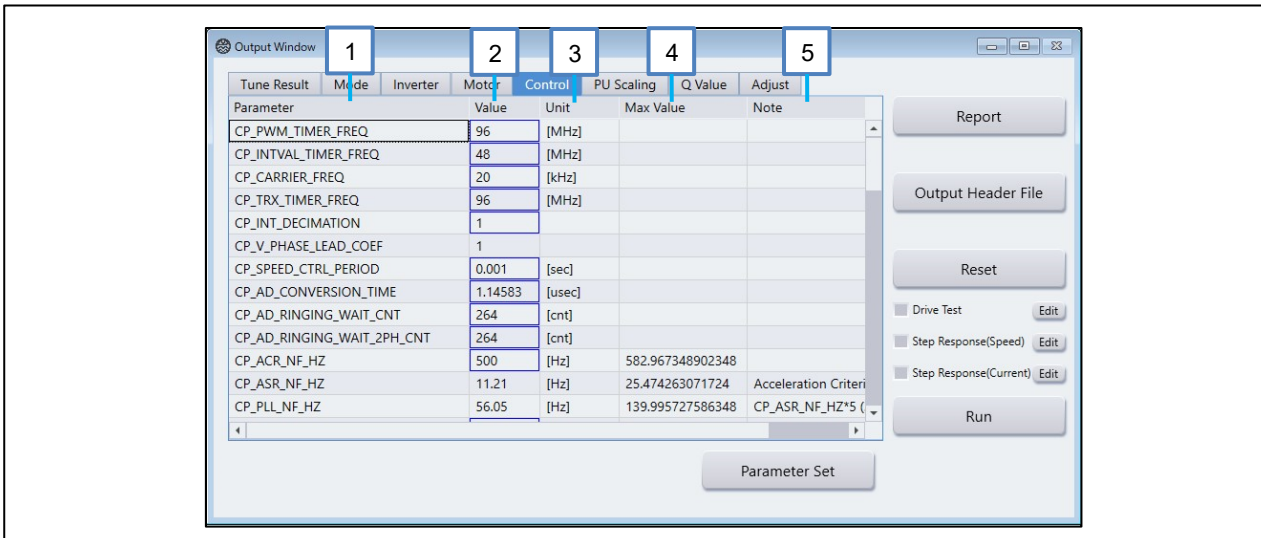 1 2 3 4 5
Output Window
Tune Result Mode Inverter Motor Control PU Scaling Q Value Adjust
Parameter Value Unit Max Value Note
CP_PWM_TIMER_FREQ 96 [MHz]
CP_INTVAL_TIMER_FREQ 48 [MHz]
CP_CARRIER_FREQ 20 [kHz]
CP_TRX_TIMER_FREQ 96 [MHz]
CP_INT_DECIMATION 1
CP_V_PHASE_LEAD_COEF 1
CP_SPEED_CTRL_PERIOD 0.001 [sec]
CP_AD_CONVERSION_TIME 1.14583 [usec]
CP_AD_RINGING_WAIT_CNT 264 [cnt]
CP_AD_RINGING_WAIT_2PH_CNT 264 [cnt]
CP_ACR_NF_HZ 500 [Hz] 582.967348902348
CP_ASR_NF_HZ 11.21 [Hz] 25.474263071724 Acceleration Criteri
CP_PLL_NF_HZ 56.05 [Hz] 139.995727586348 CP_ASR_NF_HZ*5 (
Report
Output Header File
Reset
Drive Test Edit
Step Response(Speed) Edit
Step Response(Current) Edit
Run
Parameter Set